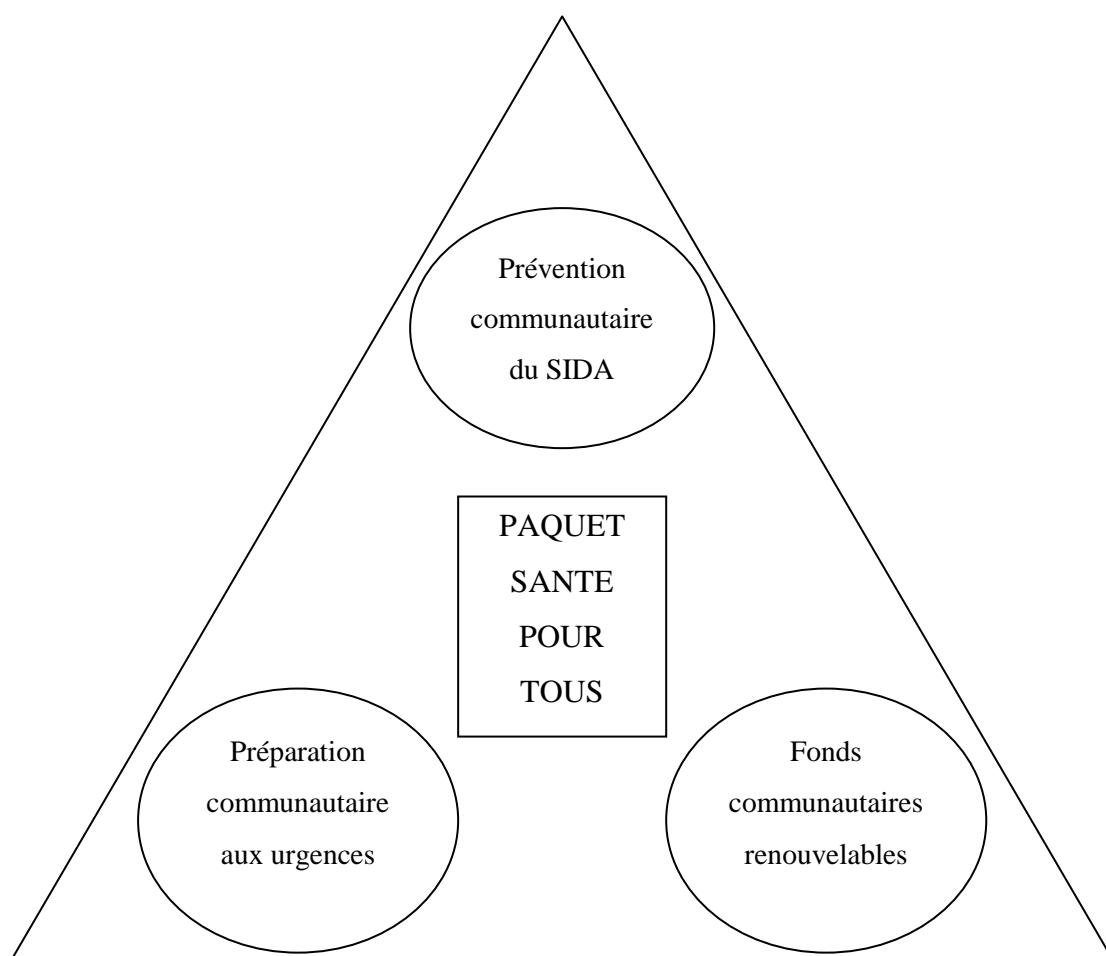 Prévention
communautaire
du SIDA
PAQUET
SANTE
POUR
TOUS
Préparation
communautaire
aux urgences
Fonds
communautaires
renouvelables